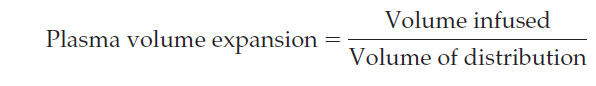 Plasma volume expansion = Volume infused / Volume of distribution